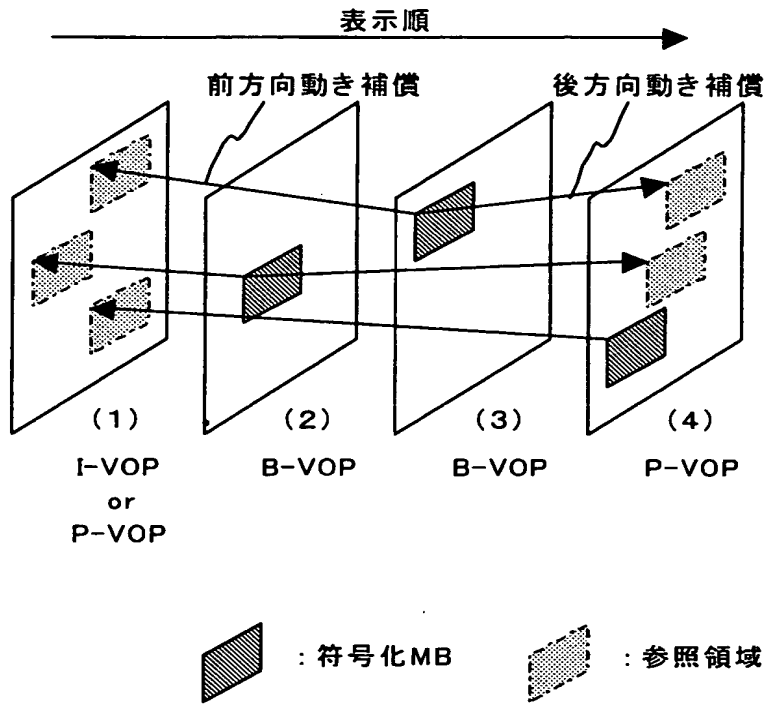 表示順
前方向動き補償
後方向動き補償
(1)
(2)
(3)
(4)
I-VOP
or
P-VOP
B-VOP
B-VOP
P-VOP
:符号化MB
:参照領域